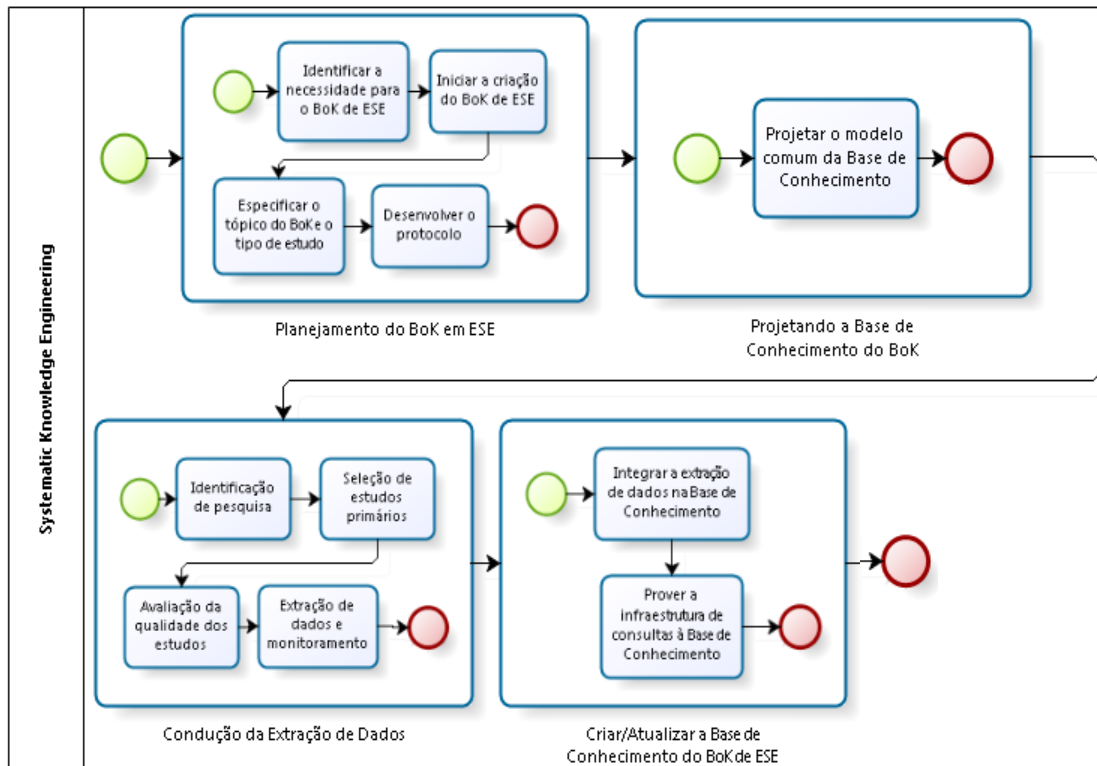 Systematic Knowledge Engineering
Identificar a
necessidade para
o BoK de ESE
Iniciar a criação
do BoK de ESE
Especificar o
tópico do BoK e o
tipo de estudo
Desenvolver o
protocolo
Planejamento do BoK em ESE
Projetar o modelo
comum da Base de
Conhecimento
Projetando a Base de
Conhecimento do BoK
Identificação
de pesquisa
Seleção de
estudos
primários
Avaliação da
qualidade dos
estudos
Extração de
dados e
monitoramento
Condução da Extração de Dados
Integrar a extração
de dados na Base de
Conhecimento
Prover a
infraestrutura de
consultas à Base de
Conhecimento
Criar/Atualizar a Base de
Conhecimento do BoK de ESE